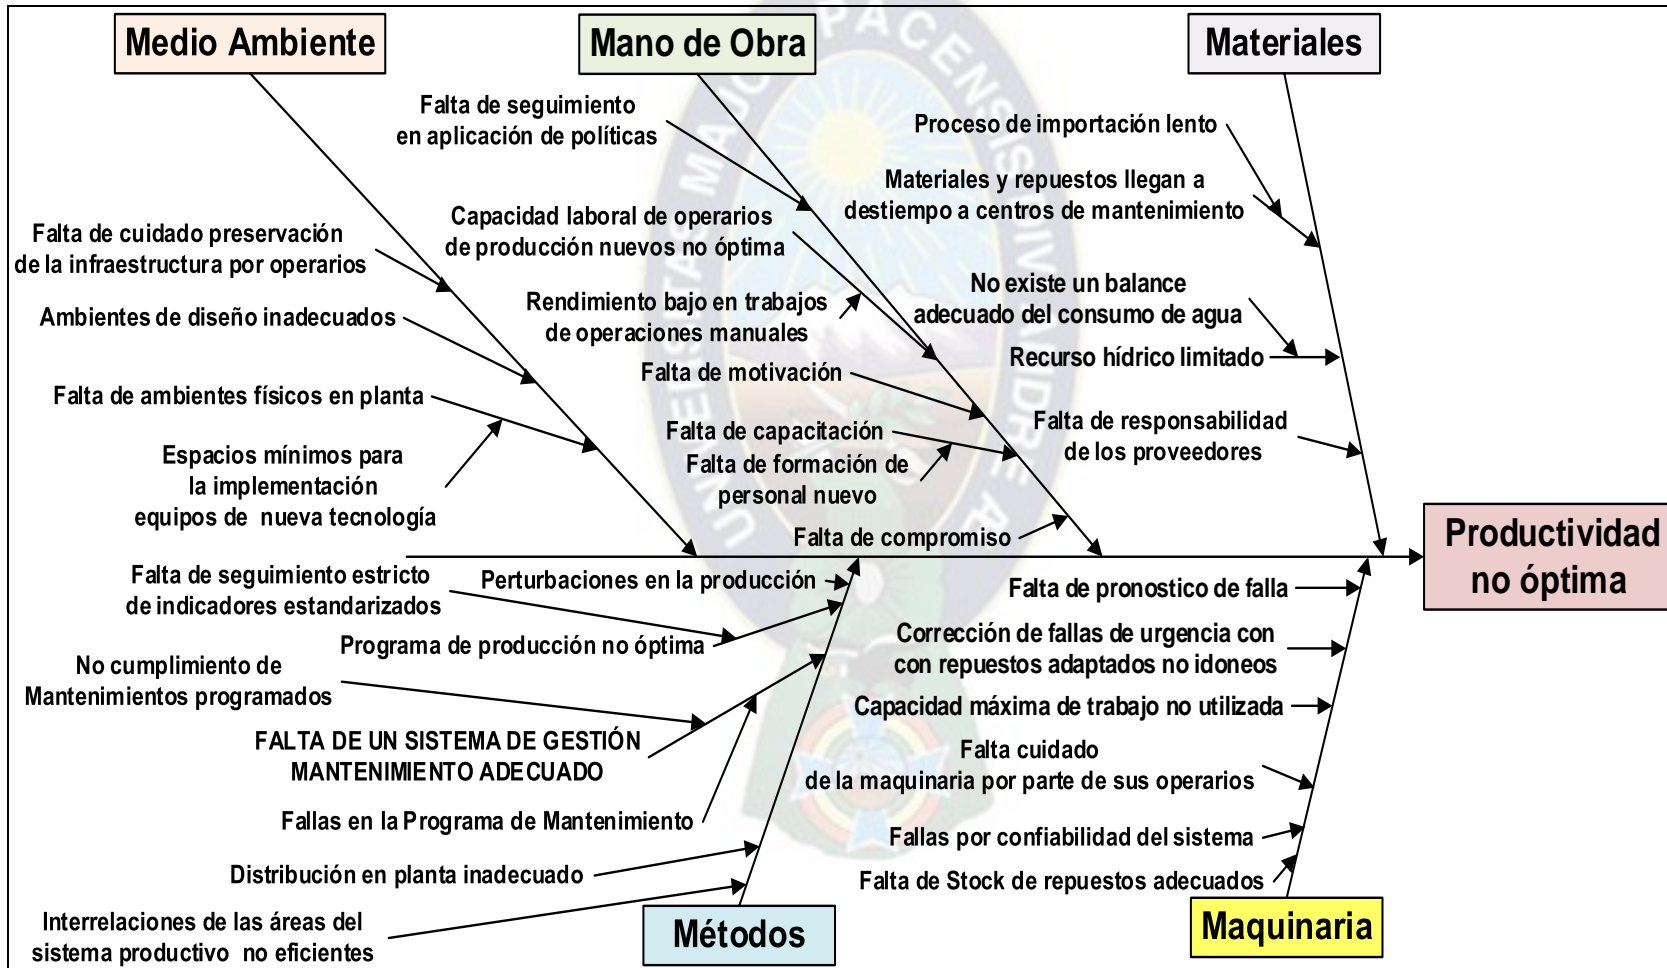 Medio Ambiente
Mano de Obra
Materiales
Falta de seguimiento
en aplicación de políticas
Proceso de importación lento
Materiales y repuestos llegan a
destiempo a centros de mantenimiento
Capacidad laboral de operarios
de producción nuevos no óptima
Falta de cuidado preservación
de la infraestructura por operarios
No existe un balance
adecuado del consumo de agua
Rendimiento bajo en trabajos
de operaciones manuales
Ambientes de diseño inadecuados
Recurso hídrico limitado
Falta de motivación
Falta de ambientes físicos en planta
Falta de responsabilidad
de los proveedores
Falta de capacitación
Falta de formación de
personal nuevo
Espacios mínimos para
la implementación
equipos de nueva tecnología
Falta de compromiso
Productividad
no óptima
Falta de seguimiento estricto
de indicadores estandarizados
Perturbaciones en la producción
Falta de pronostico de falla
Programa de producción no óptima
Corrección de fallas de urgencia con
con repuestos adaptados no idoneos
No cumplimiento de
Mantenimientos programados
Capacidad máxima de trabajo no utilizada
FALTA DE UN SISTEMA DE GESTIÓN
MANTENIMIENTO ADECUADO
Falta cuidado
de la maquinaria por parte de sus operarios
Fallas en la Programa de Mantenimiento
Fallas por confiabilidad del sistema
Distribución en planta inadecuado
Falta de Stock de repuestos adecuados
Interrelaciones de las áreas del
sistema productivo no eficientes
Métodos
Maquinaria
UNIVERSITAS MAJOR PACENSIS DIVI ANDRE Æ